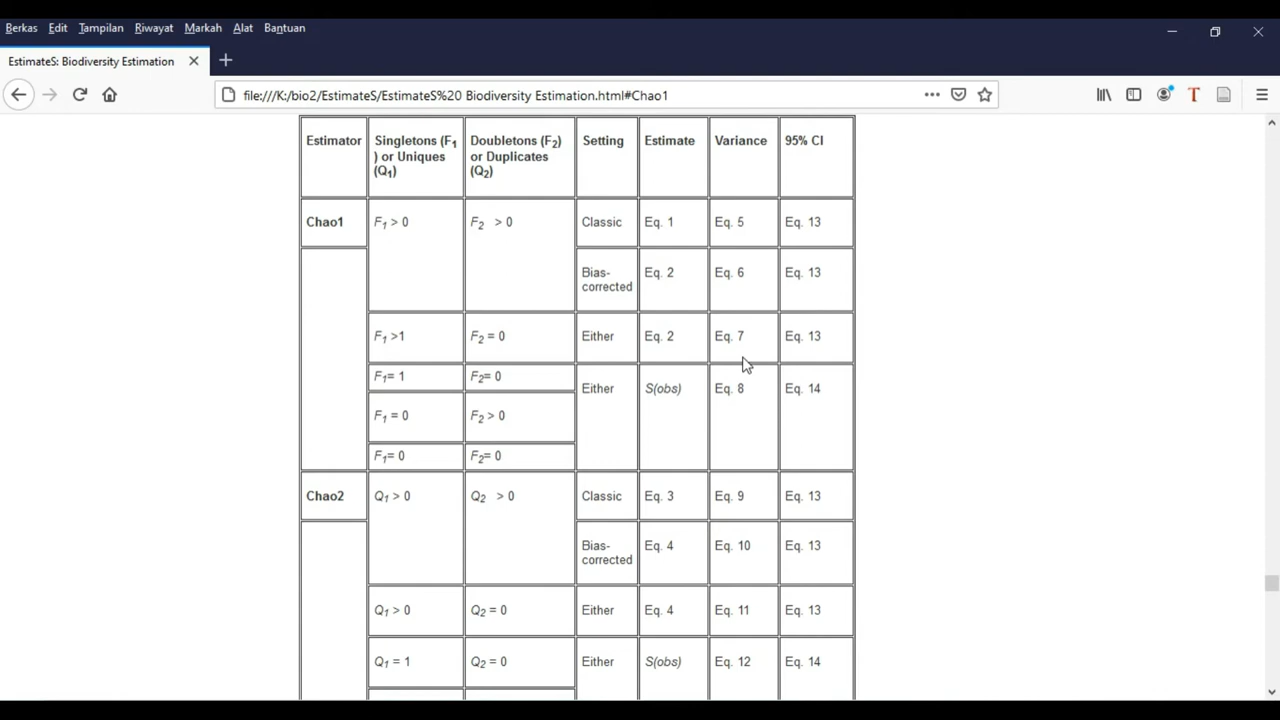 Berkas Edit Tampilan Riwayat Markah Alat Bantuan
EstimateS: Biodiversity Estimation
file:///K:/bio2/EstimateS/EstimateS%20 Biodiversity Estimation.html#Chao1
Estimator Singletons (F1 ) or Uniques (Q1) Doubletons (F2) or Duplicates (Q2) Setting Estimate Variance 95% CI
Chao1 F1 > 0 F2 > 0 Classic Eq. 1 Eq. 5 Eq. 13
Bias-corrected Eq. 2 Eq. 6 Eq. 13
F1 >1 F2 = 0 Either Eq. 2 Eq. 7 Eq. 13
F1= 1 F2= 0 Either S(obs) Eq. 8 Eq. 14
F1 = 0 F2 > 0
F1= 0 F2= 0
Chao2 Q1 > 0 Q2 > 0 Classic Eq. 3 Eq. 9 Eq. 13
Bias-corrected Eq. 4 Eq. 10 Eq. 13
Q1 > 0 Q2 = 0 Either Eq. 4 Eq. 11 Eq. 13
Q1 = 1 Q2 = 0 Either S(obs) Eq. 12 Eq. 14